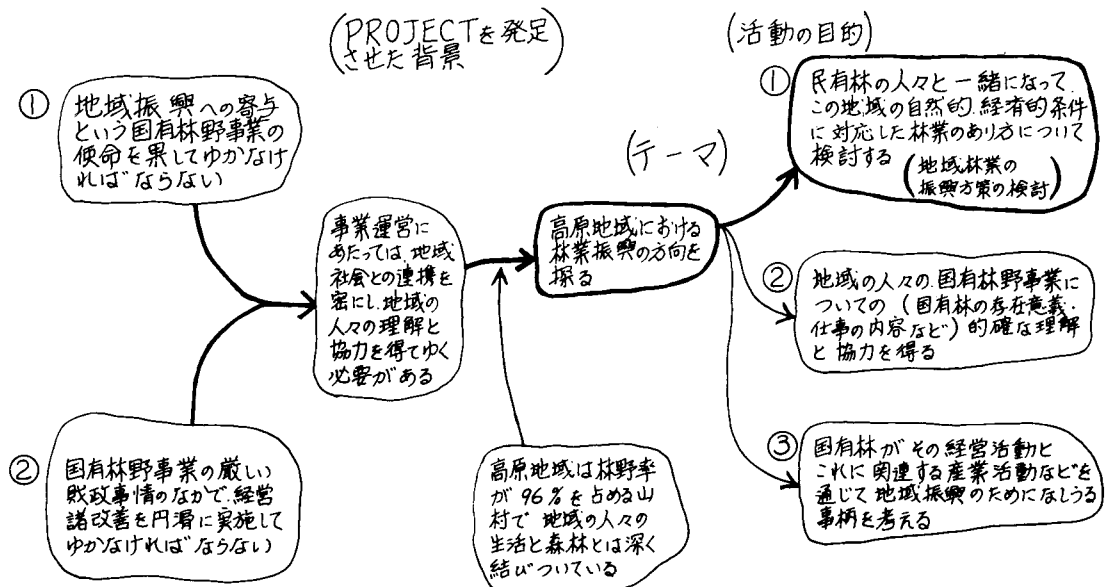 (PROJECTを発足
させた背景)
①
地域振興への寄与
という国有林野事業の
使命を果してゆかなけ
ればならない
②
国有林野事業の厳しい
財政事情のなかで、経営
諸改善を円滑に実施して
ゆかなければならない
事業運営に
あたっては、地域
社会との連携を
密にし、地域の
人々の理解と
協力を得てゆく
必要がある
高原地域は林野率
が96%を占める山
村で 地域の人々の
生活と森林とは深く
結びついている
(テーマ)
高原地域における
林業振興の方向を
探る
(活動の目的)
①
民有林の人々と一緒になって、
この地域の自然的、経済的条件
に対応した林業のあり方について
検討する
(地域林業の
振興方策の検討)
②
地域の人々の、国有林野事業に
ついての (国有林の存在意義・
仕事の内容など) 的確な理解
と協力を得る
③
国有林がその経営活動と
これに関連する産業活動などを
通じて地域振興のためになしうる
事柄を考える